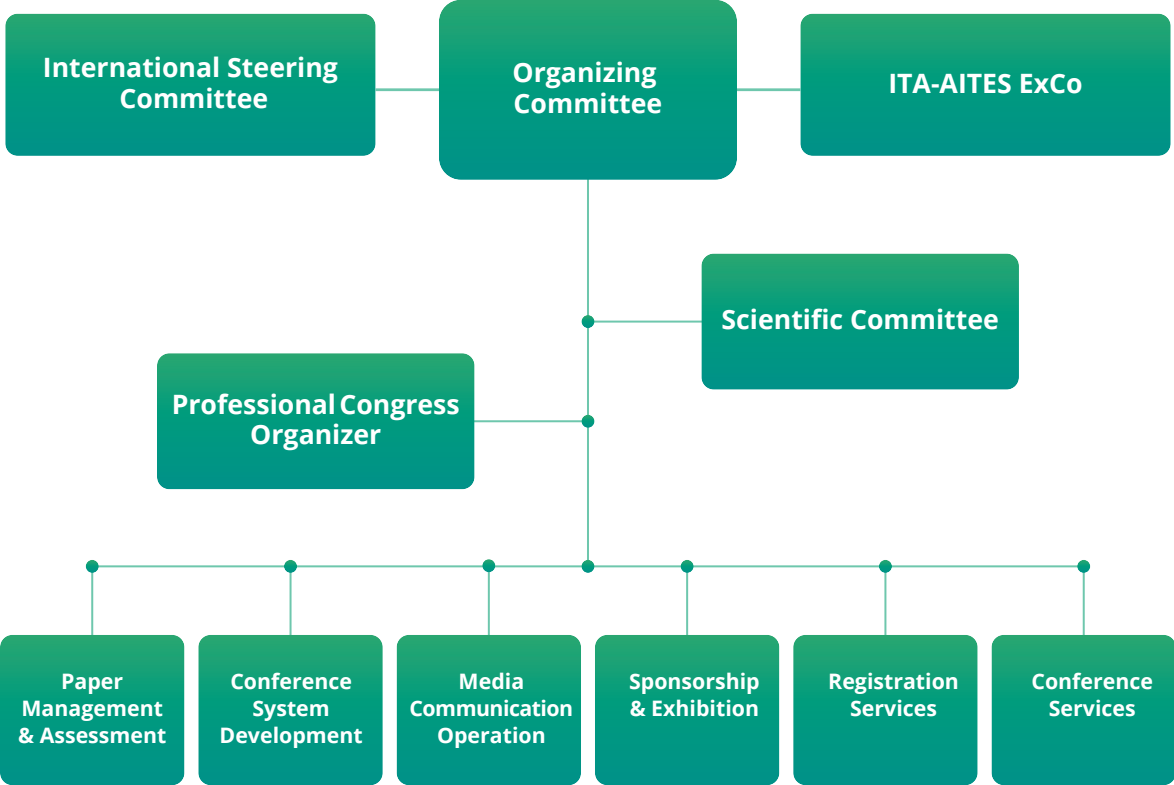 International Steering
Committee
Organizing
Committee
ITA-AITES ExCo
Scientific Committee
Professional Congress
Organizer
Paper
Management
& Assessment
Conference
System
Development
Media
Communication
Operation
Sponsorship
& Exhibition
Registration
Services
Conference
Services